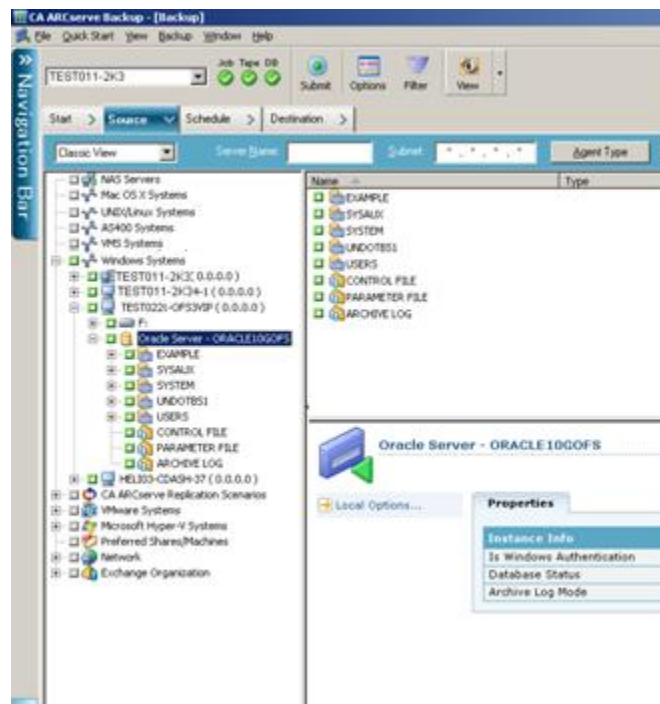 CA ARCserve Backup - [Backup]
File Quick Start View Backup Window Help
Navigation Bar
TEST011-2K3
Job Tape DB
Submit Options Filter View
Start > Source Schedule > Destination >
Classic View Server Name: Subnet: * . * . * . * Agent Type
NAS Servers
Mac OS X Systems
UNIX/Linux Systems
AS400 Systems
VMS Systems
Windows Systems
TEST011-2K3( 0.0.0.0 )
TEST011-2K34-1 ( 0.0.0.0 )
( 0.0.0.0 )
F:
Oracle Server - ORACLE10GOFS
EXAMPLE
SYSAUX
SYSTEM
UNDOTBS1
USERS
CONTROL FILE
PARAMETER FILE
ARCHIVE LOG
( 0.0.0.0 )
CA ARCserve Replication Scenarios
VMware Systems
Microsoft Hyper-V Systems
Preferred Shares/Machines
Network
Exchange Organization
Name Type
EXAMPLE
SYSAUX
SYSTEM
UNDOTBS1
USERS
CONTROL FILE
PARAMETER FILE
ARCHIVE LOG
Oracle Server - ORACLE10GOFS
Local Options...
Properties
Instance Info
Is Windows Authentication
Database Status
Archive Log Mode